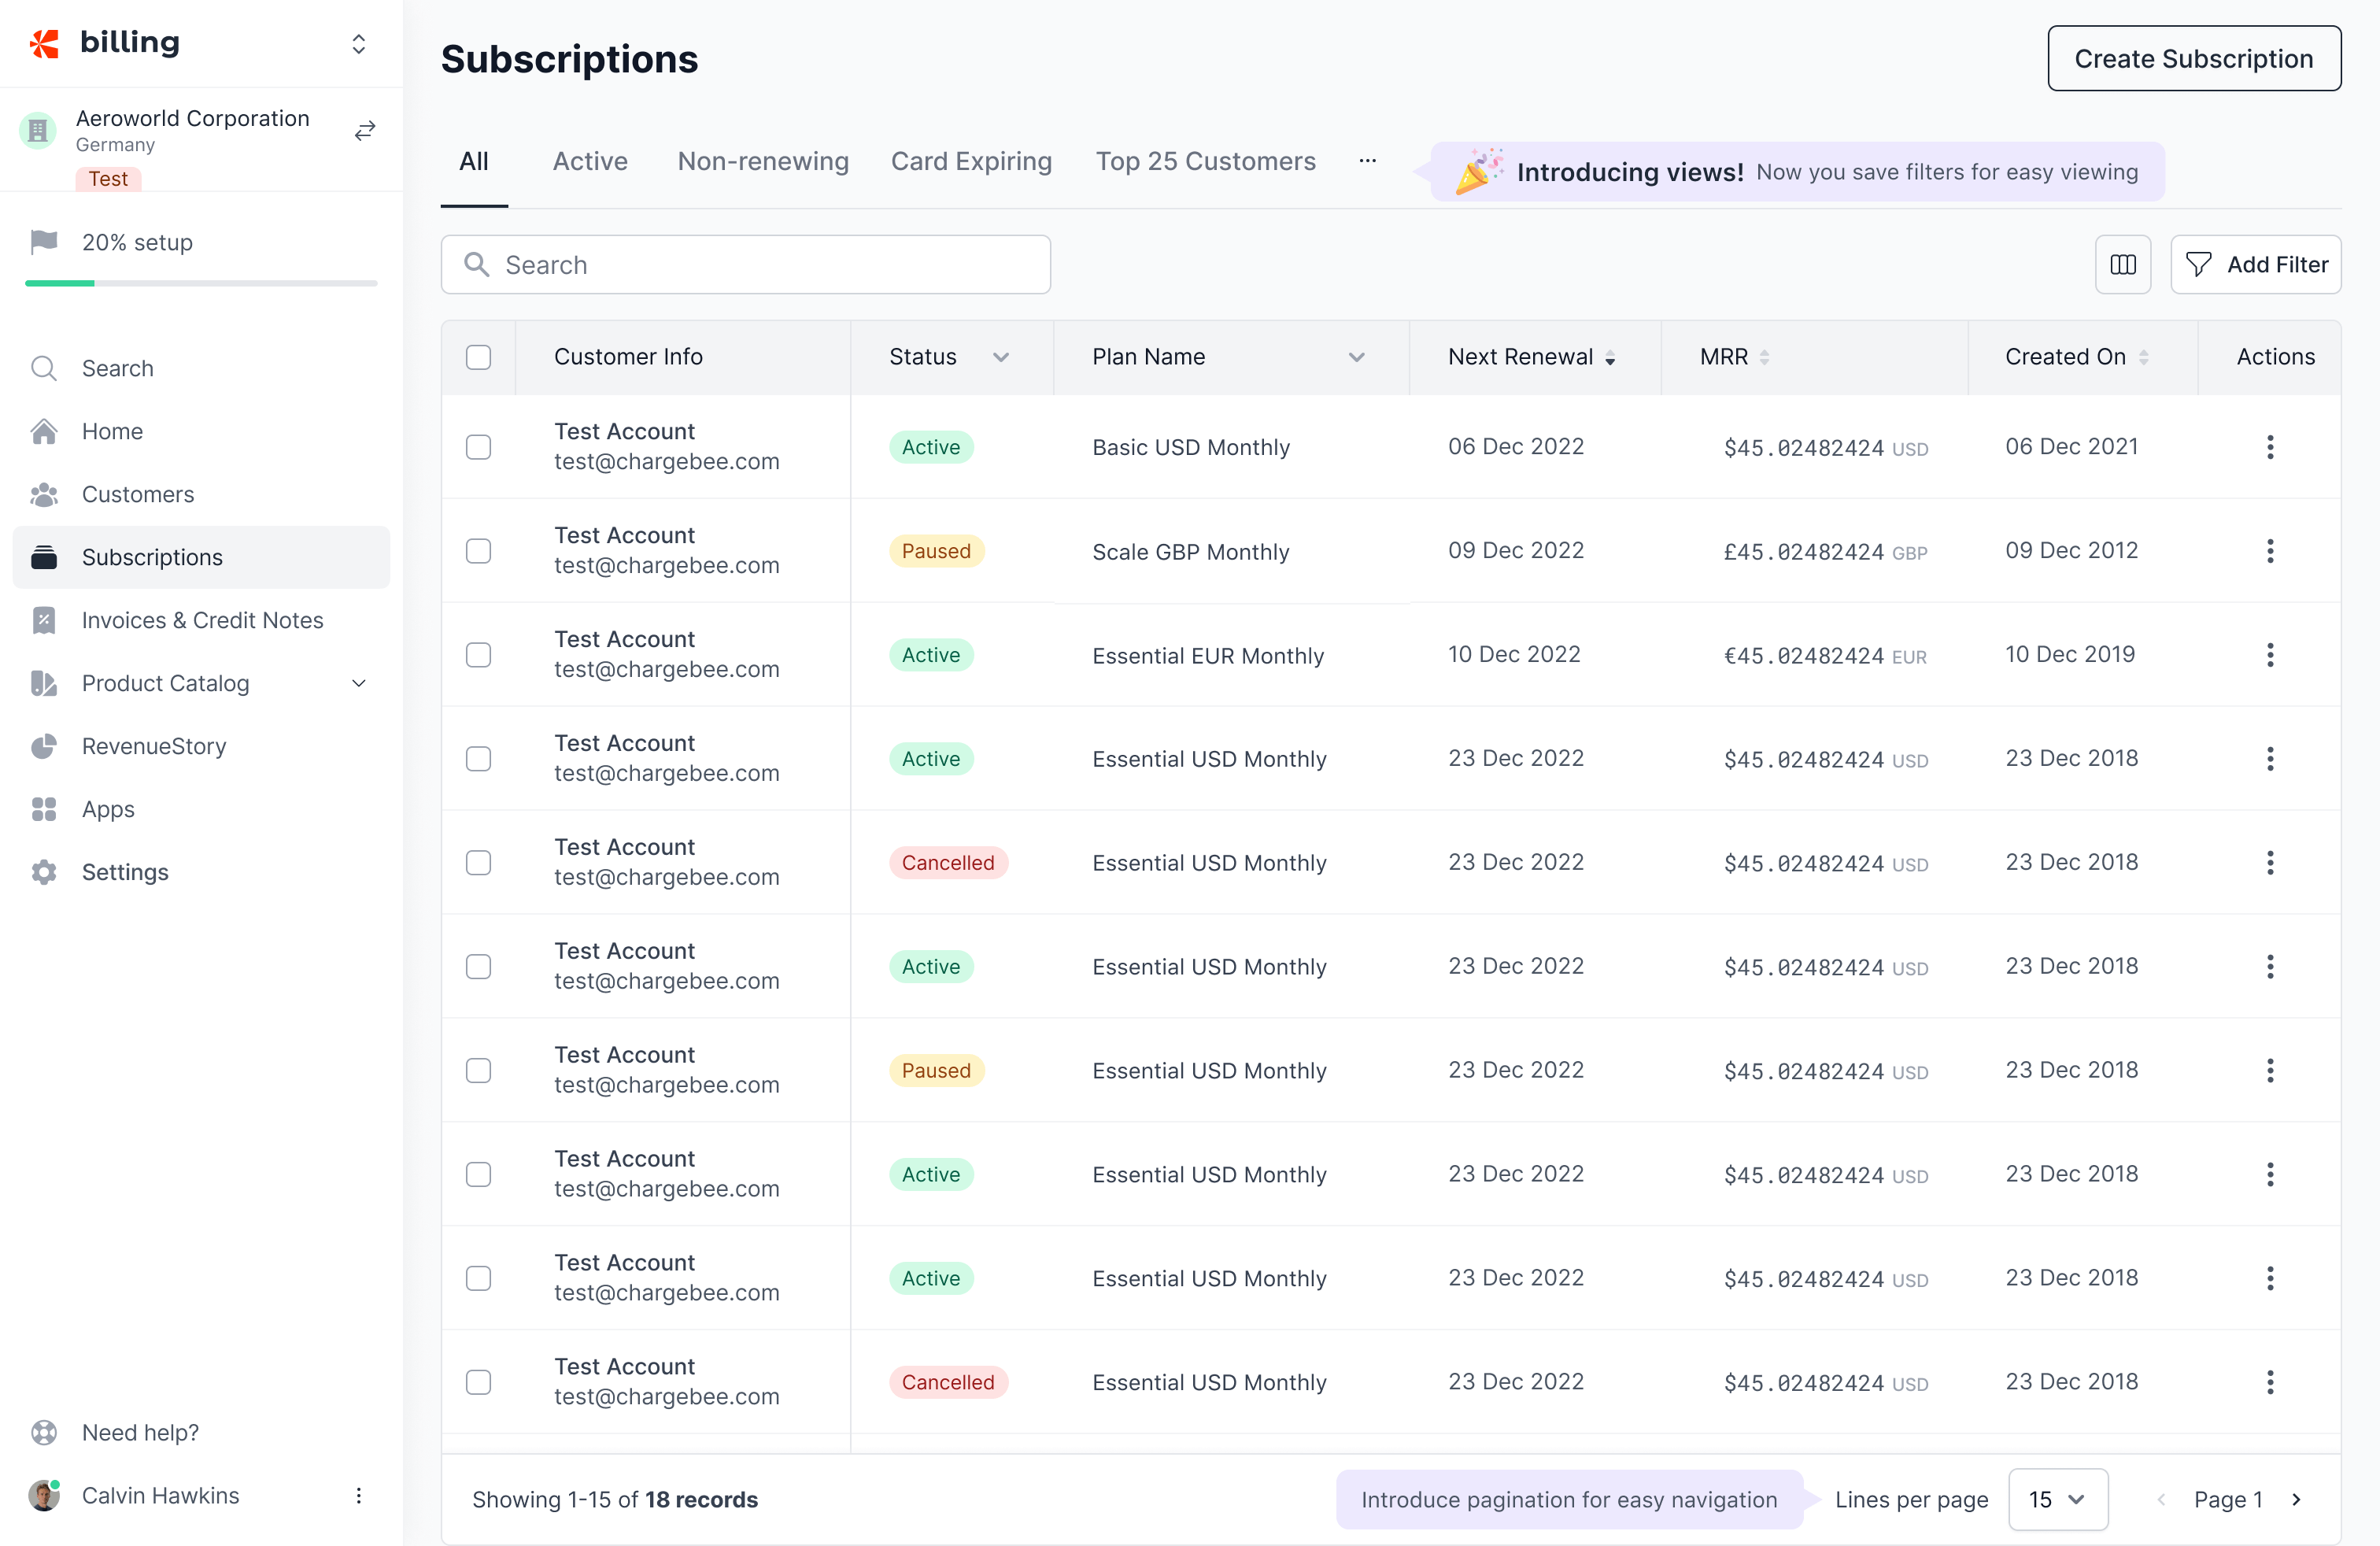 billing
Aeroworld Corporation
Germany
Test
20% setup
Search
Home
Customers
Subscriptions
Invoices & Credit Notes
Product Catalog
RevenueStory
Apps
Settings
Need help?
Calvin Hawkins
Subscriptions
Create Subscription
All Active Non-renewing Card Expiring Top 25 Customers ... Introducing views! Now you save filters for easy viewing
Search
Add Filter
Customer Info Status Plan Name Next Renewal MRR Created On Actions
Test Account
test@chargebee.com
Active Basic USD Monthly 06 Dec 2022 $45.02482424 USD 06 Dec 2021
Test Account
test@chargebee.com
Paused Scale GBP Monthly 09 Dec 2022 £45.02482424 GBP 09 Dec 2012
Test Account
test@chargebee.com
Active Essential EUR Monthly 10 Dec 2022 €45.02482424 EUR 10 Dec 2019
Test Account
test@chargebee.com
Active Essential USD Monthly 23 Dec 2022 $45.02482424 USD 23 Dec 2018
Test Account
test@chargebee.com
Cancelled Essential USD Monthly 23 Dec 2022 $45.02482424 USD 23 Dec 2018
Test Account
test@chargebee.com
Active Essential USD Monthly 23 Dec 2022 $45.02482424 USD 23 Dec 2018
Test Account
test@chargebee.com
Paused Essential USD Monthly 23 Dec 2022 $45.02482424 USD 23 Dec 2018
Test Account
test@chargebee.com
Active Essential USD Monthly 23 Dec 2022 $45.02482424 USD 23 Dec 2018
Test Account
test@chargebee.com
Active Essential USD Monthly 23 Dec 2022 $45.02482424 USD 23 Dec 2018
Test Account
test@chargebee.com
Cancelled Essential USD Monthly 23 Dec 2022 $45.02482424 USD 23 Dec 2018
Showing 1-15 of 18 records Introduce pagination for easy navigation Lines per page 15 Page 1